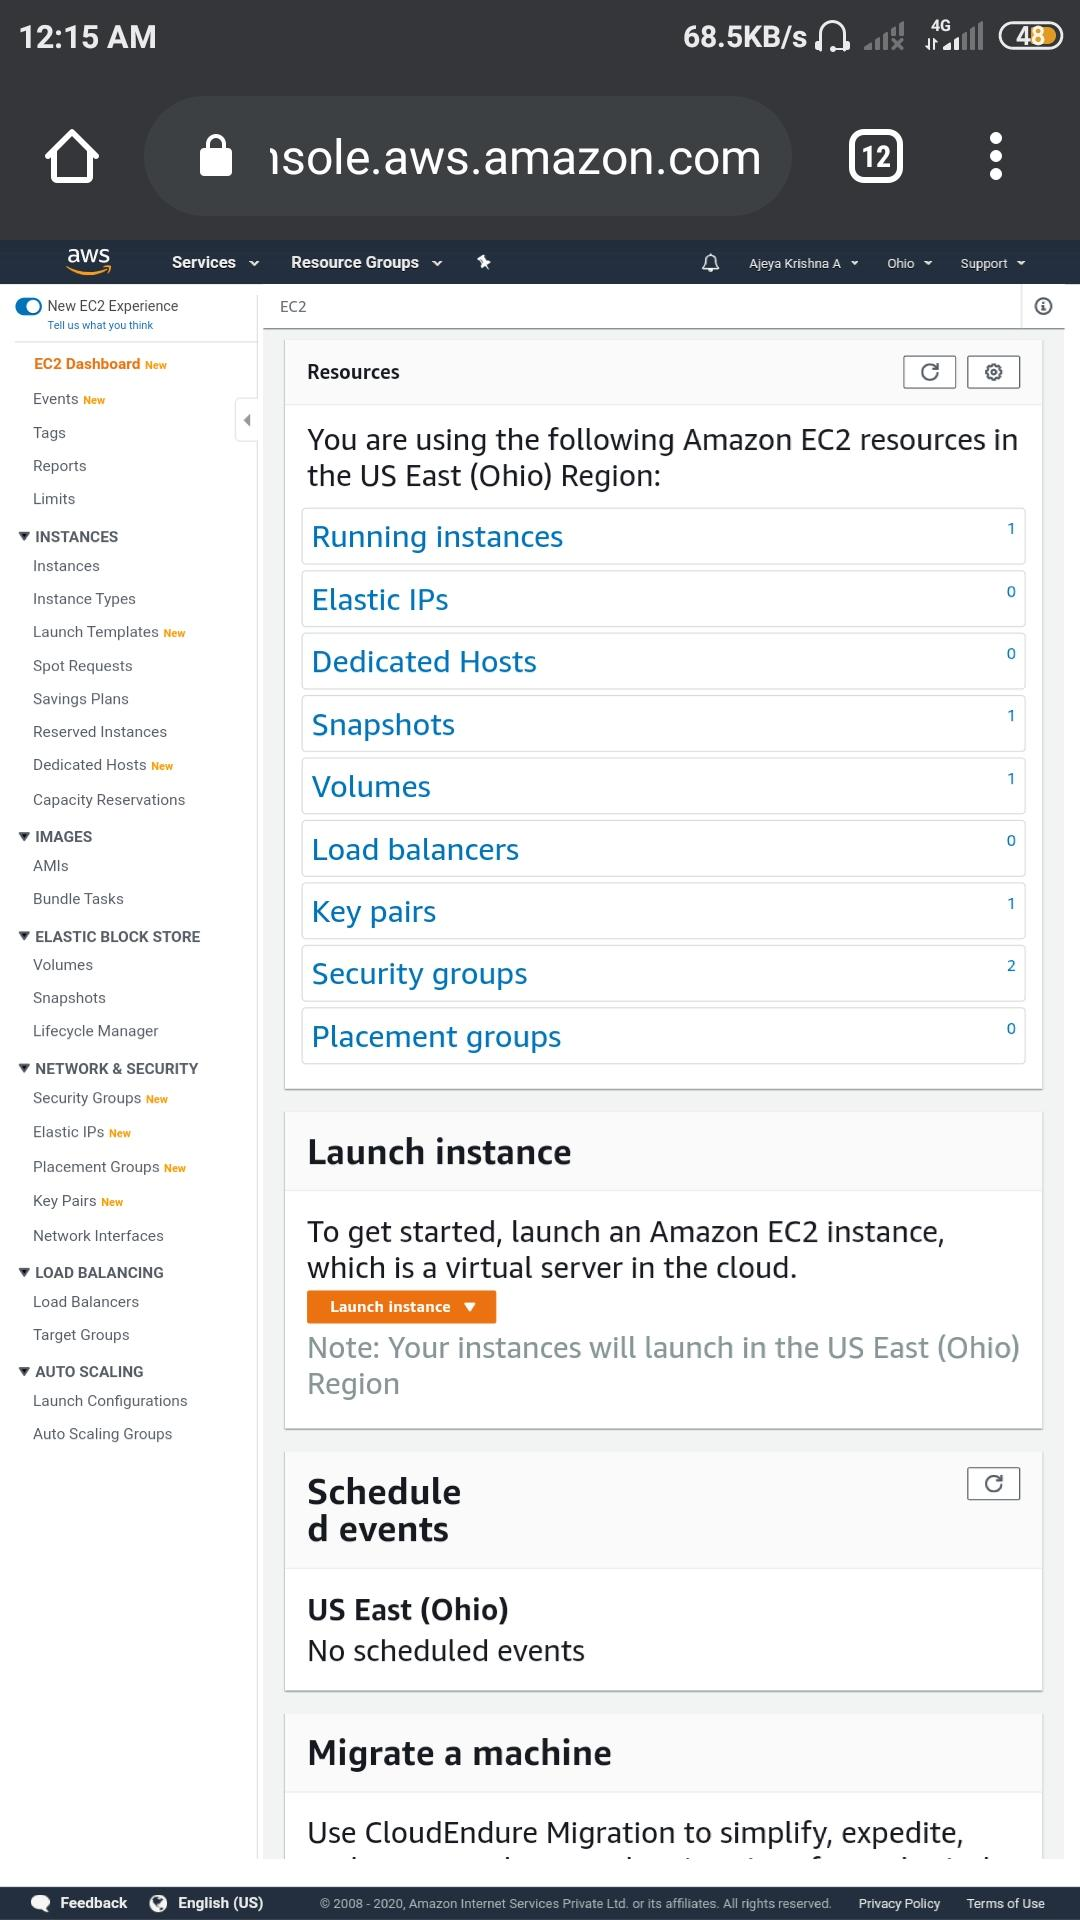 12:15 AM
68.5KB/s
4G
48
nsole.aws.amazon.com
12
aws
Services
Resource Groups
Ajeya Krishna A
Ohio
Support
New EC2 Experience
Tell us what you think
EC2 Dashboard New
Events New
Tags
Reports
Limits
INSTANCES
Instances
Instance Types
Launch Templates New
Spot Requests
Savings Plans
Reserved Instances
Dedicated Hosts New
Capacity Reservations
IMAGES
AMIs
Bundle Tasks
ELASTIC BLOCK STORE
Volumes
Snapshots
Lifecycle Manager
NETWORK & SECURITY
Security Groups New
Elastic IPs New
Placement Groups New
Key Pairs New
Network Interfaces
LOAD BALANCING
Load Balancers
Target Groups
AUTO SCALING
Launch Configurations
Auto Scaling Groups
EC2
Resources
You are using the following Amazon EC2 resources in
the US East (Ohio) Region:
Running instances 1
Elastic IPs 0
Dedicated Hosts 0
Snapshots 1
Volumes 1
Load balancers 0
Key pairs 1
Security groups 2
Placement groups 0
Launch instance
To get started, launch an Amazon EC2 instance,
which is a virtual server in the cloud.
Launch instance
Note: Your instances will launch in the US East (Ohio)
Region
Schedule
d events
US East (Ohio)
No scheduled events
Migrate a machine
Use CloudEndure Migration to simplify, expedite,
Feedback
English (US)
© 2008 - 2020, Amazon Internet Services Private Ltd. or its affiliates. All rights reserved.
Privacy Policy
Terms of Use